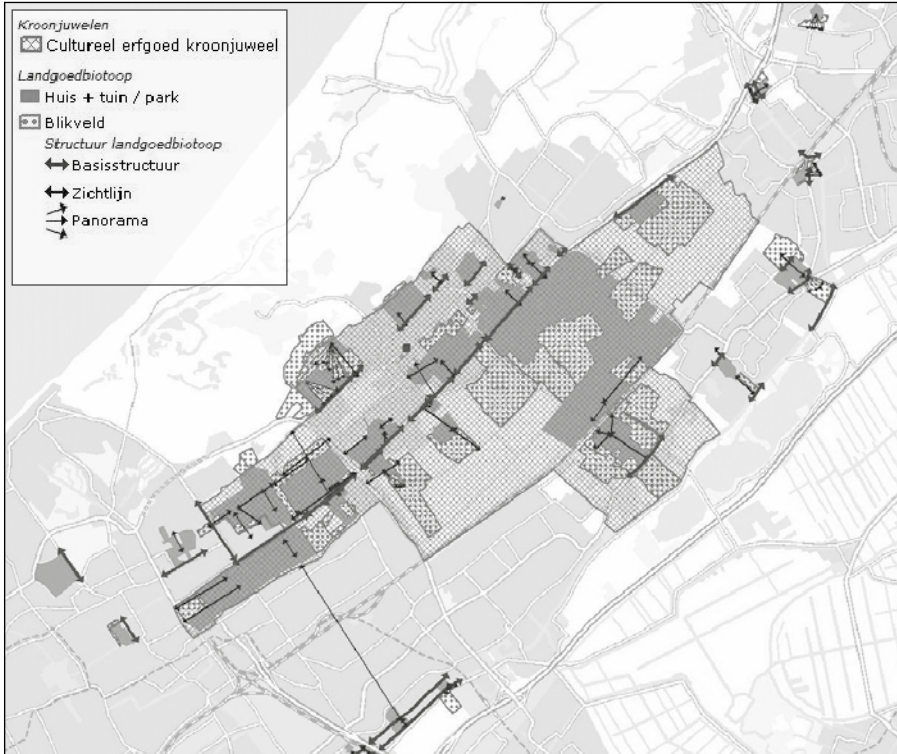 Kroonjuwelen
Cultureel erfgoed kroonjuweel
Landgoedbiotoop
Huis + tuin / park
Blikveld
Structuur landgoedbiotoop
Basisstructuur
Zichtlijn
Panorama